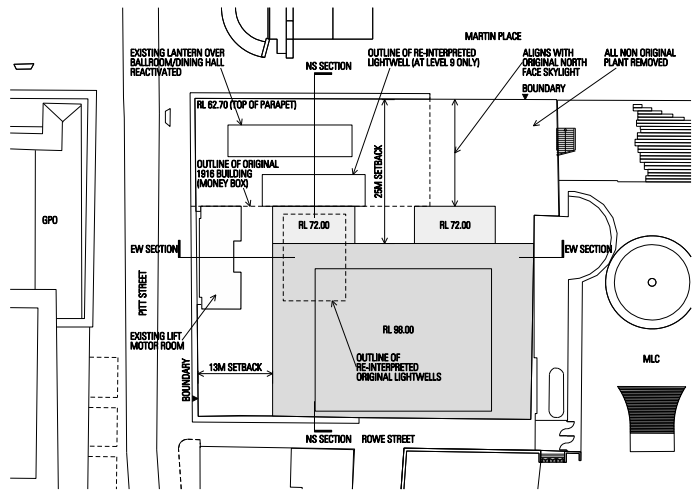 MARTIN PLACE
EXISTING LANTERN OVER
BALLROOM/DINING HALL
REACTIVATED
NS SECTION
OUTLINE OF RE-INTERPRETED
LIGHTWELL (AT LEVEL 9 ONLY)
ALIGNS WITH
ORIGINAL NORTH
FACE SKYLIGHT
ALL NON ORIGINAL
PLANT REMOVED
BOUNDARY
RL 62.70 (TOP OF PARAPET)
OUTLINE OF ORIGINAL
1916 BUILDING
(MONEY BOX)
25M SETBACK
GPO
RL 72.00
RL 72.00
EW SECTION
EW SECTION
PITT STREET
RL 98.00
EXISTING LIFT
MOTOR ROOM
OUTLINE OF
RE-INTERPRETED
ORIGINAL LIGHTWELLS
MLC
13M SETBACK
BOUNDARY
NS SECTION
ROWE STREET